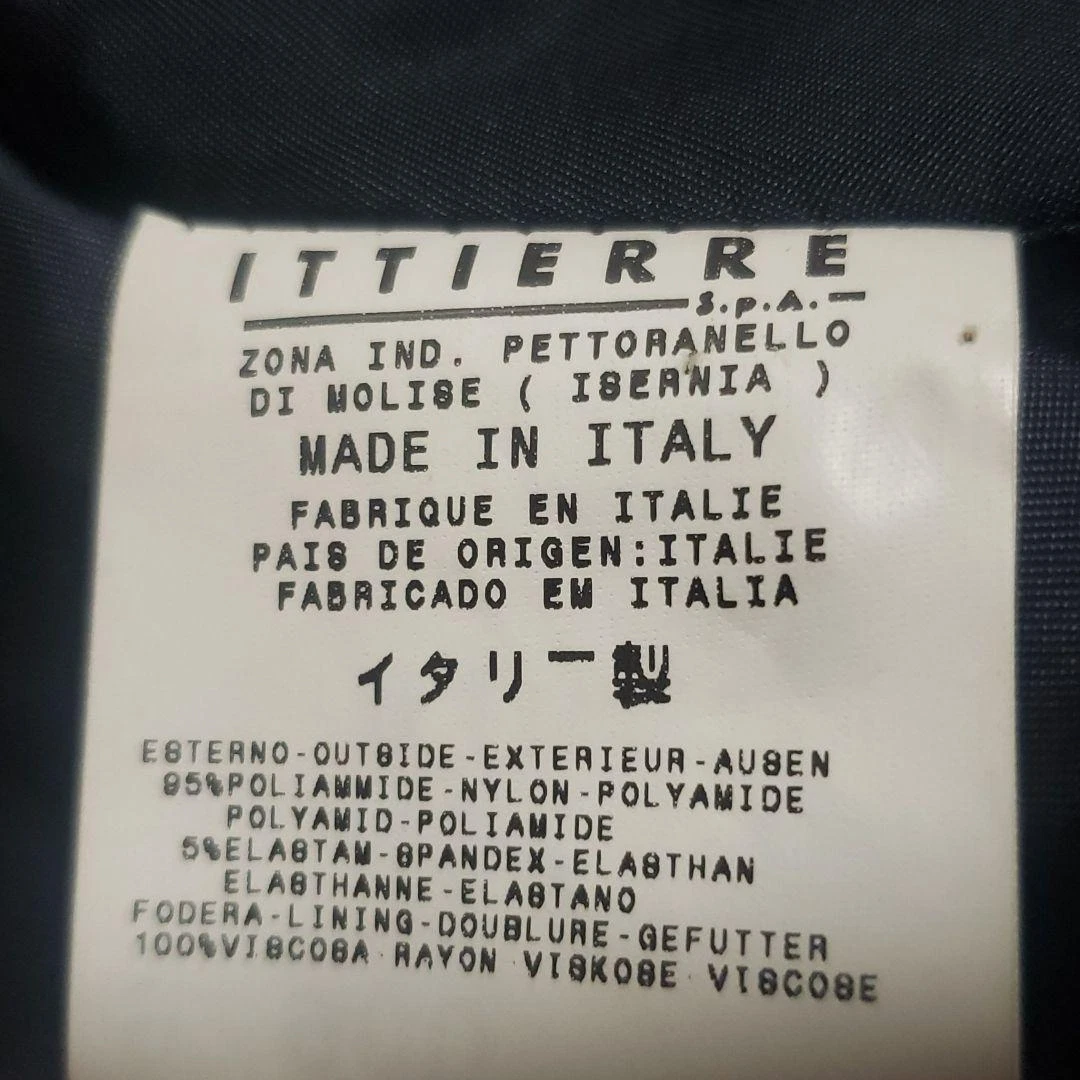 ITTIERRE
S.p.A.
ZONA IND. PETTORANELLO
DI MOLISE ( ISERNIA )
MADE IN ITALY
FABRIQUE EN ITALIE
PAIS DE ORIGEN:ITALIE
FABRICADO EM ITALIA
イタリー製
ESTERNO-OUTSIDE-EXTERIEUR-AUSEN
95%POLIAMMIDE-NYLON-POLYAMIDE
POLYAMID-POLIAMIDE
5%ELASTAM-SPANDEX-ELASTHAN
ELASTHANNE-ELASTANO
FODERA-LINING-DOUBLURE-GEFUTTER
100%VISCOSA-RAYON-VISKOSE-VISCOSE